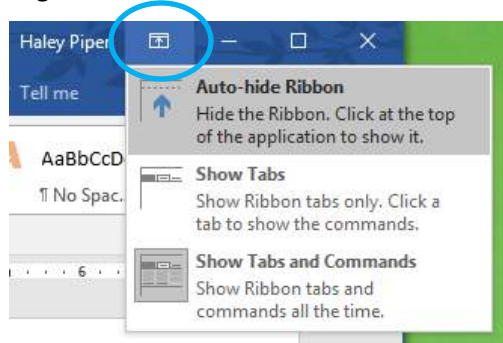 Haley Piper
Tell me
AaBbCcD
¶ No Spac...
6
Auto-hide Ribbon
Hide the Ribbon. Click at the top
of the application to show it.
Show Tabs
Show Ribbon tabs only. Click a
tab to show the commands.
Show Tabs and Commands
Show Ribbon tabs and
commands all the time.